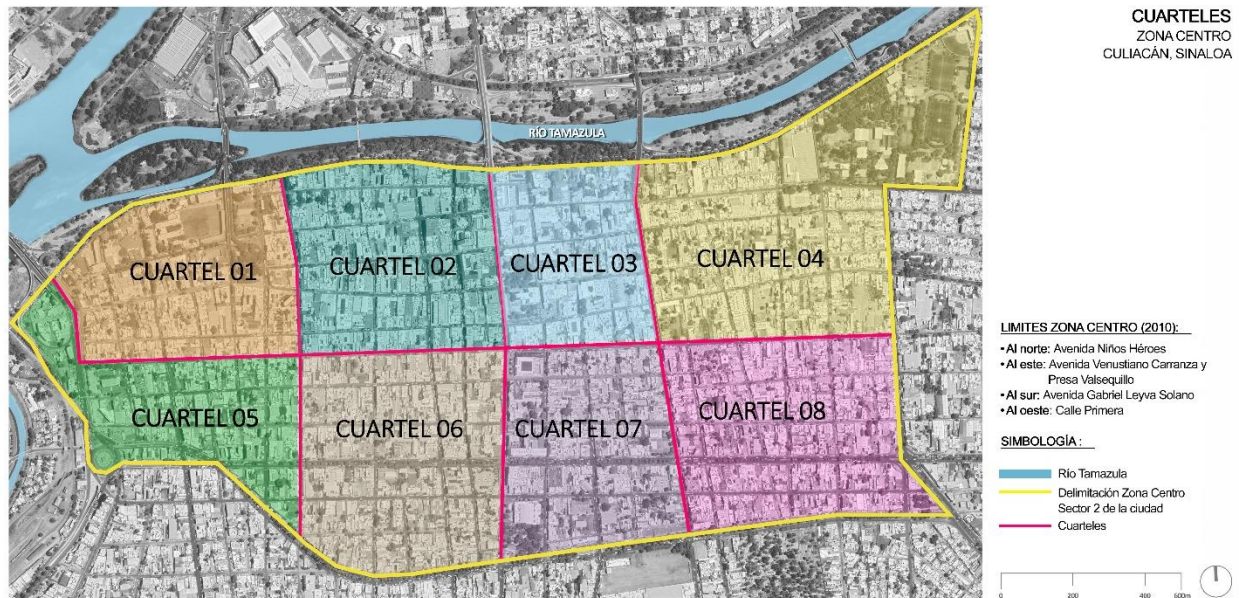 CUARTELES
ZONA CENTRO
CULIACÁN, SINALOA
RÍO TAMAZULA
CUARTEL 01
CUARTEL 02
CUARTEL 03
CUARTEL 04
CUARTEL 05
CUARTEL 06
CUARTEL 07
CUARTEL 08
LIMITES ZONA CENTRO (2010):
• Al norte: Avenida Niños Héroes
• Al este: Avenida Venustiano Carranza y
Presa Valsequillo
• Al sur: Avenida Gabriel Leyva Solano
• Al oeste: Calle Primera
SIMBOLOGÍA :
Río Tamazula
Delimitación Zona Centro
Sector 2 de la ciudad
Cuarteles
0 200 400 600m